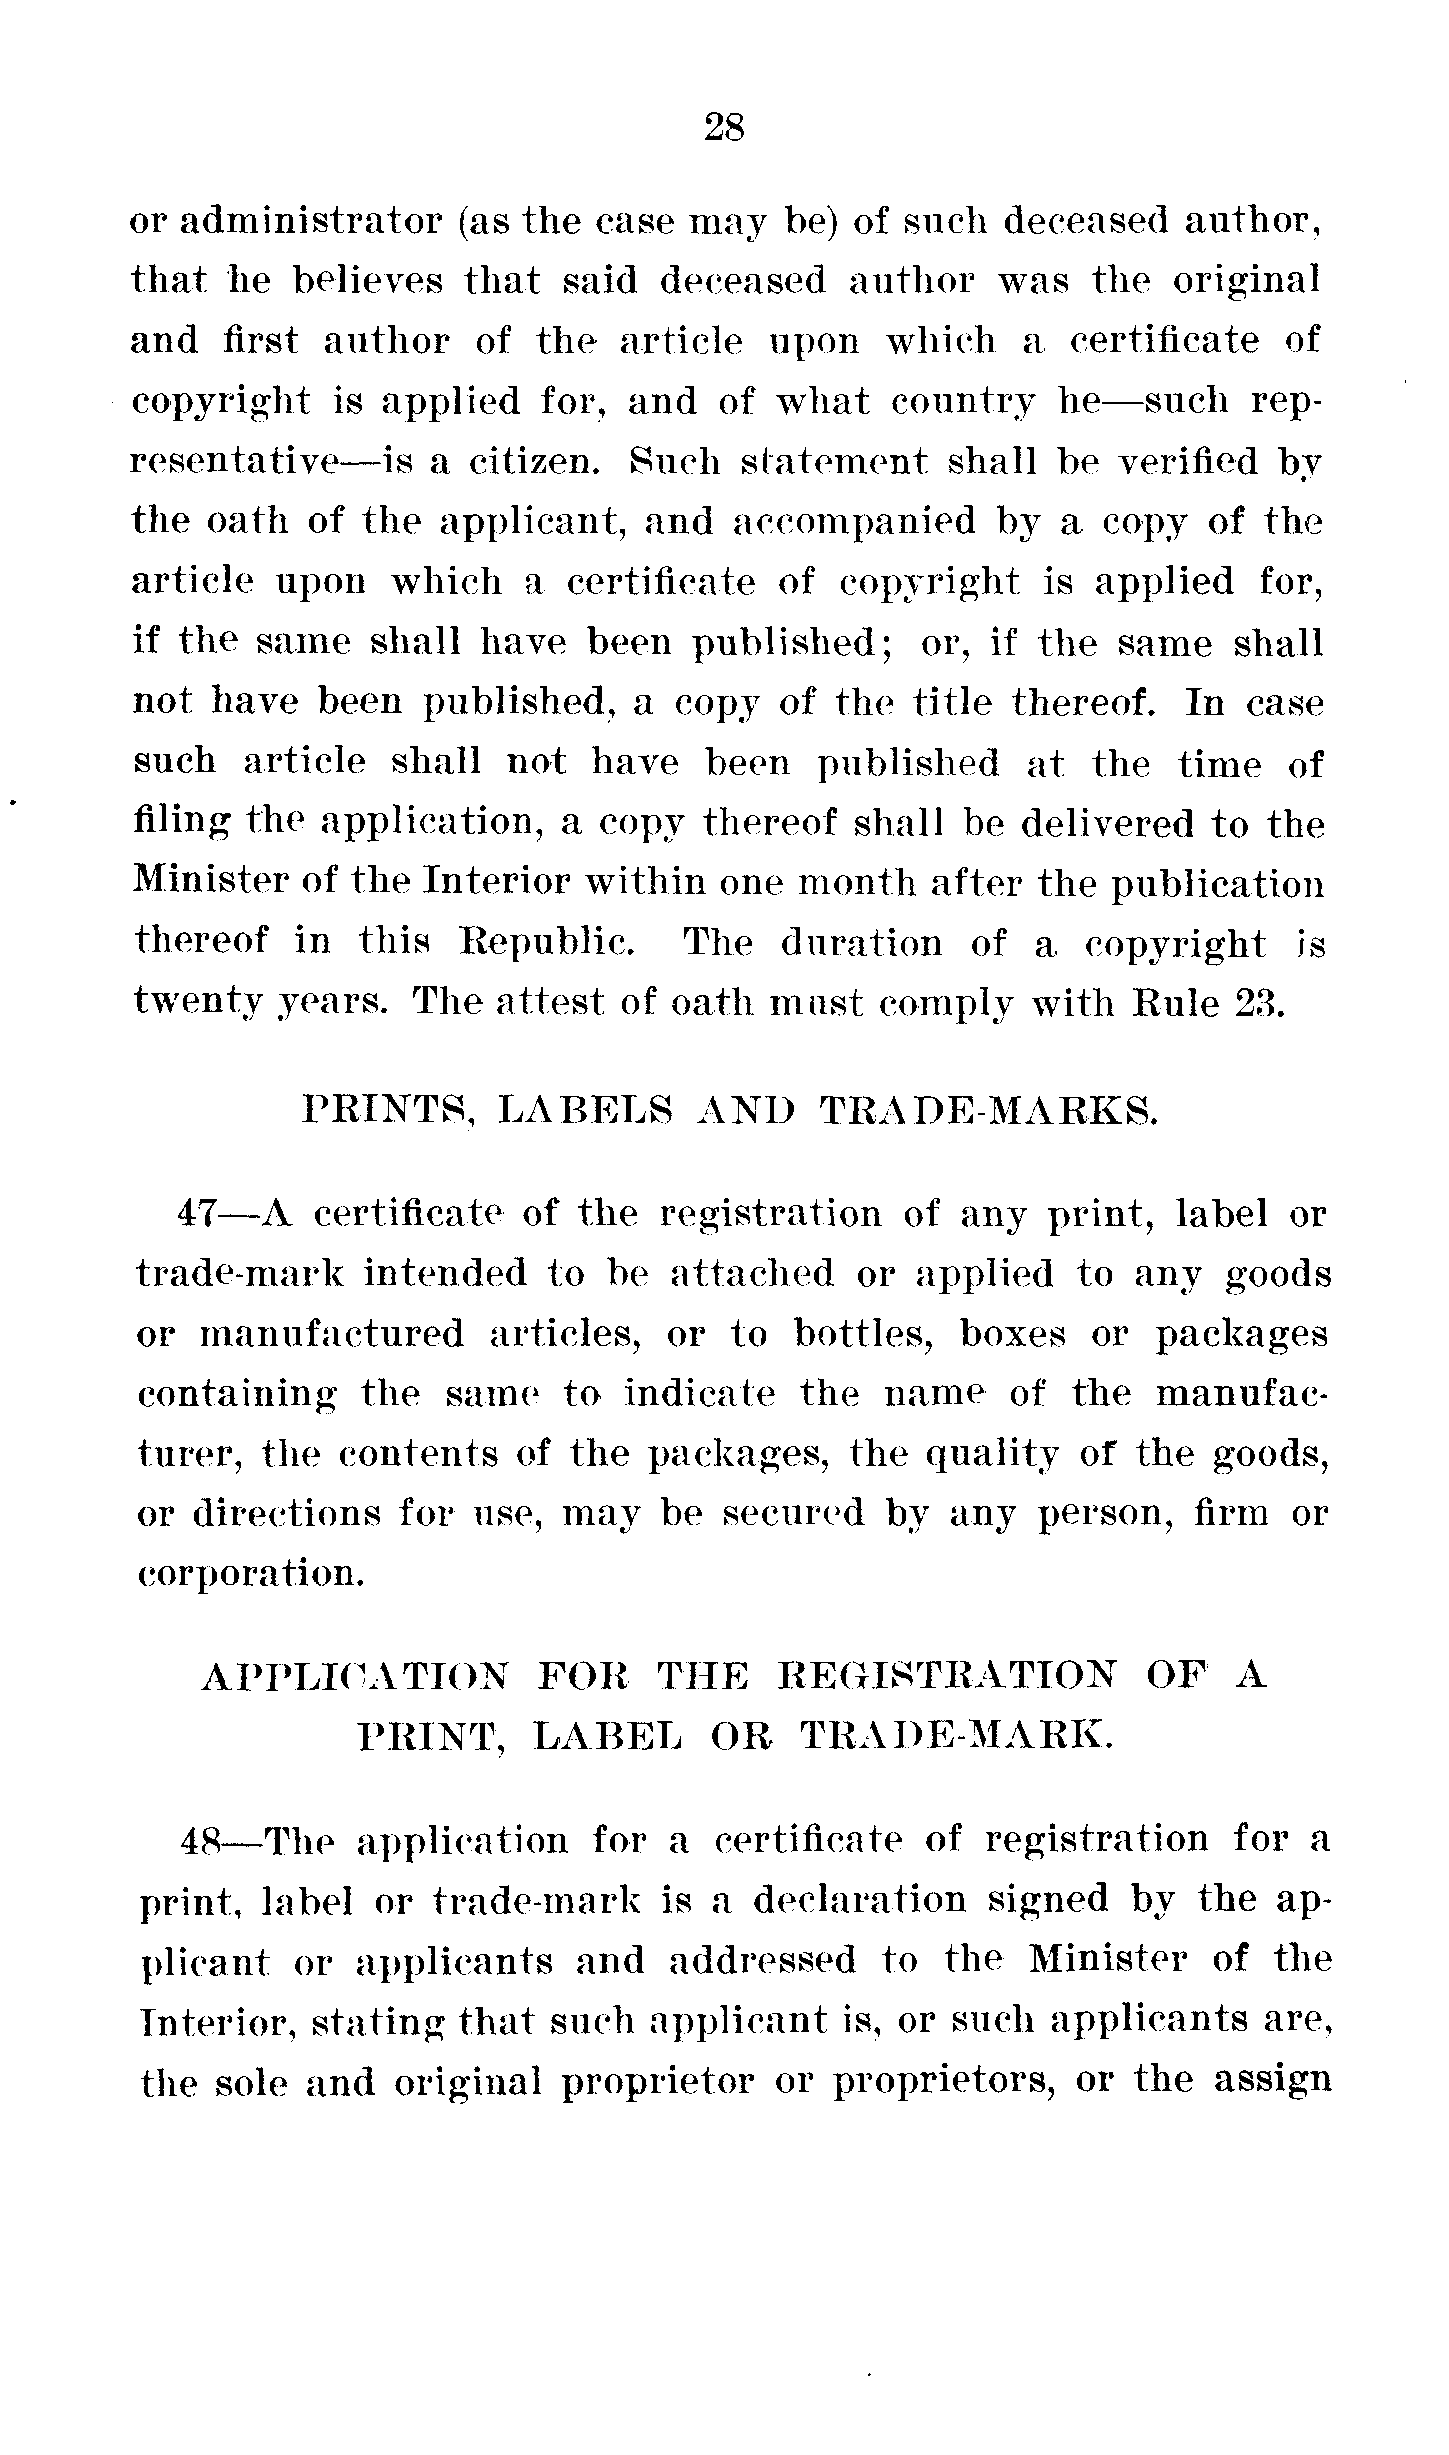 28
or administrator (as the case may be) of such deceased author,
that he believes that said deceased author was the original
and first author of the article upon which a certificate of
copyright is applied for, and of what country he—such rep-
resentative—is a citizen. Such statement shall be verified by
the oath of the applicant, and accompanied by a copy of the
article upon which a certificate of copyright is applied for,
if the same shall have been published; or, if the same shall
not have been published, a copy of the title thereof. In case
such article shall not have been published at the time of
filing the application, a copy thereof shall be delivered to the
Minister of the Interior within one month after the publication
thereof in this Republic. The duration of a copyright is
twenty years. The attest of oath must comply with Rule 23.
PRINTS, LABELS AND TRADE-MARKS.
47—A certificate of the registration of any print, label or
trade-mark intended to be attached or applied to any goods
or manufactured articles, or to bottles, boxes or packages
containing the same to indicate the name of the manufac-
turer, the contents of the packages, the quality of the goods,
or directions for use, may be secured by any person, firm or
corporation.
APPLICATION FOR THE REGISTRATION OF A
PRINT, LABEL OR TRADE-MARK.
48—The application for a certificate of registration for a
print, label or trade-mark is a declaration signed by the ap-
plicant or applicants and addressed to the Minister of the
Interior, stating that such applicant is, or such applicants are,
the sole and original proprietor or proprietors, or the assign